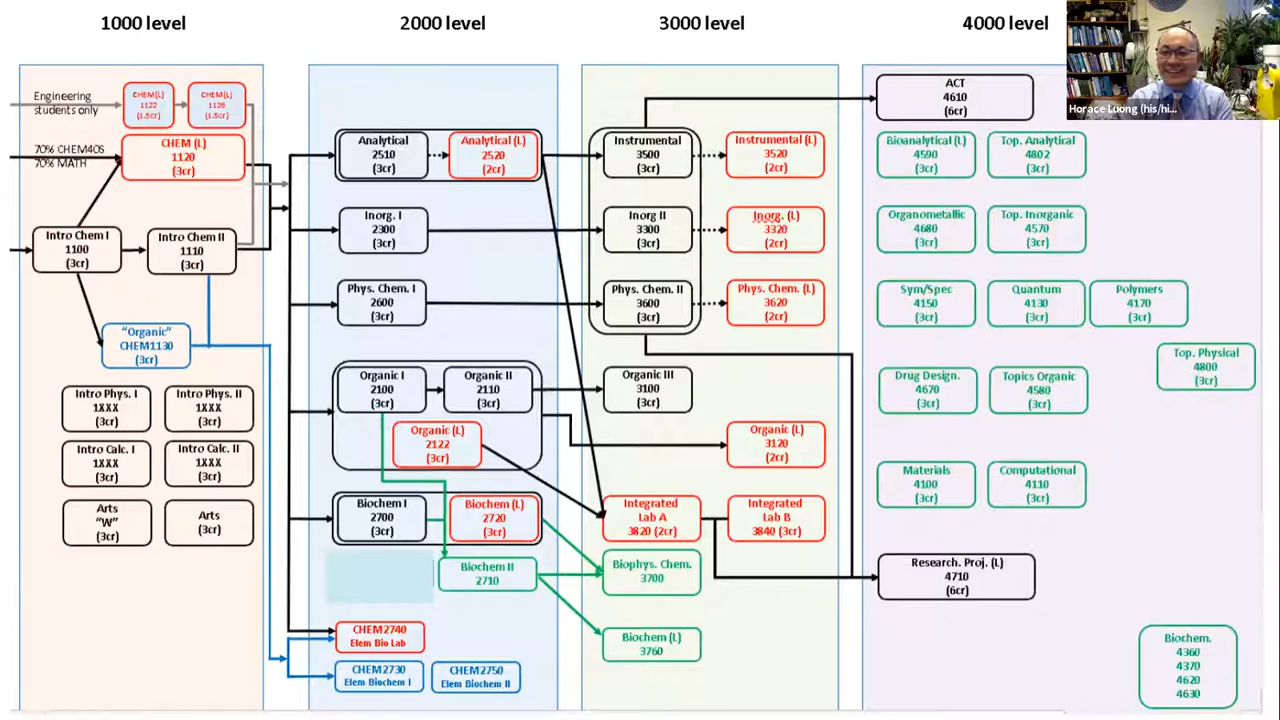 1000 level
2000 level
3000 level
4000 level
Engineering
students only
CHEM(L)
1122
(1.5cr)
CHEM(L)
1126
(1.5cr)
70% CHEM40S
70% MATH
CHEM (L)
1120
(3cr)
Intro Chem I
1100
(3cr)
Intro Chem II
1110
(3cr)
"Organic"
CHEM1130
(3cr)
Intro Phys. I
1XXX
(3cr)
Intro Phys. II
1XXX
(3cr)
Intro Calc. I
1XXX
(3cr)
Intro Calc. II
1XXX
(3cr)
Arts
"W"
(3cr)
Arts
(3cr)
Analytical
2510
(3cr)
Analytical (L)
2520
(2cr)
Inorg. I
2300
(3cr)
Phys. Chem. I
2600
(3cr)
Organic I
2100
(3cr)
Organic II
2110
(3cr)
Organic (L)
2122
(3cr)
Biochem I
2700
(3cr)
Biochem (L)
2720
(3cr)
Biochem II
2710
CHEM2740
Elem Bio Lab
CHEM2730
Elem Biochem I
CHEM2750
Elem Biochem II
Instrumental
3500
(3cr)
Instrumental (L)
3520
(2cr)
Inorg II
3300
(3cr)
Inorg. (L)
3320
(2cr)
Phys. Chem. II
3600
(3cr)
Phys. Chem. (L)
3620
(2cr)
Organic III
3100
(3cr)
Organic (L)
3120
(2cr)
Integrated
Lab A
3820 (2cr)
Integrated
Lab B
3840 (3cr)
Biophys. Chem.
3700
Biochem (L)
3760
ACT
4610
(6cr)
Bioanalytical (L)
4590
(3cr)
Top. Analytical
4802
(3cr)
Organometallic
4680
(3cr)
Top. Inorganic
4570
(3cr)
Sym/Spec
4150
(3cr)
Quantum
4130
(3cr)
Polymers
4170
(3cr)
Top. Physical
4800
(3cr)
Drug Design.
4670
(3cr)
Topics Organic
4580
(3cr)
Materials
4100
(3cr)
Computational
4110
(3cr)
Research. Proj. (L)
4710
(6cr)
Biochem.
4360
4370
4620
4630
Horace Luong (his/hi...